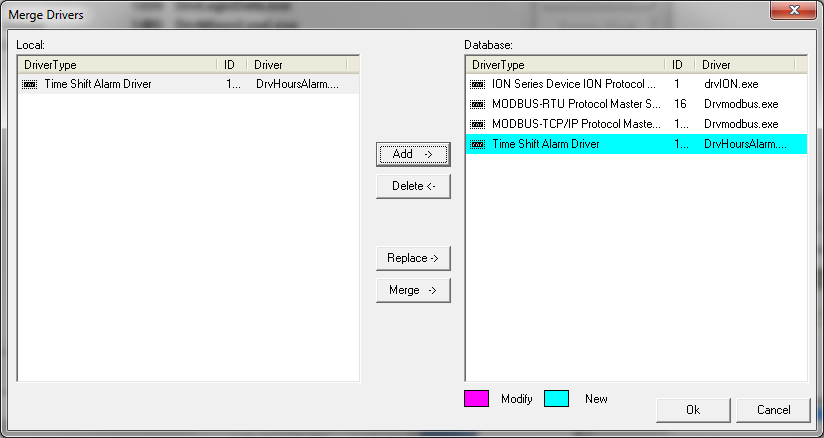 Merge Drivers
Local:
DriverType ID Driver
Time Shift Alarm Driver 1... DrvHoursAlarm....
Add ->
Delete <-
Replace ->
Merge ->
Database:
DriverType ID Driver
ION Series Device ION Protocol ... 1 drvION.exe
MODBUS-RTU Protocol Master S... 16 Drvmodbus.exe
MODBUS-TCP/IP Protocol Maste... 1... Drvmodbus.exe
Time Shift Alarm Driver 1... DrvHoursAlarm....
Modify New
Ok Cancel